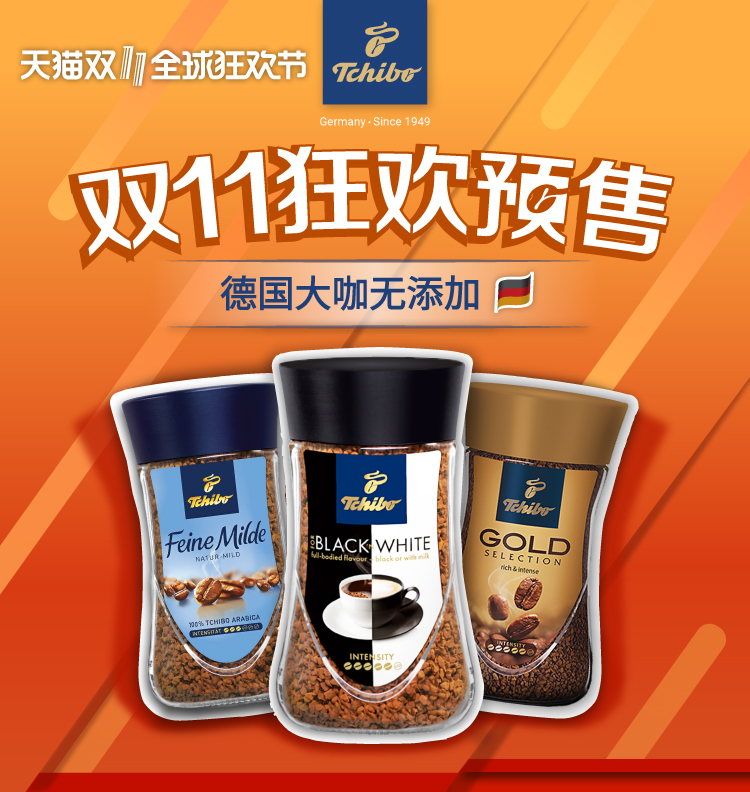 天猫双11全球狂欢节
Tchibo
Germany · Since 1949
双11狂欢预售
德国大咖无添加
Tchibo
Feine Milde
NATUR-MILD
100% TCHIBO ARABICA
INTENSITÄT
Tchibo
FOR BLACK 'N WHITE
full-bodied flavour - black or with milk
INTENSITY
Tchibo
GOLD
SELECTION
rich & intense
INTENSITY